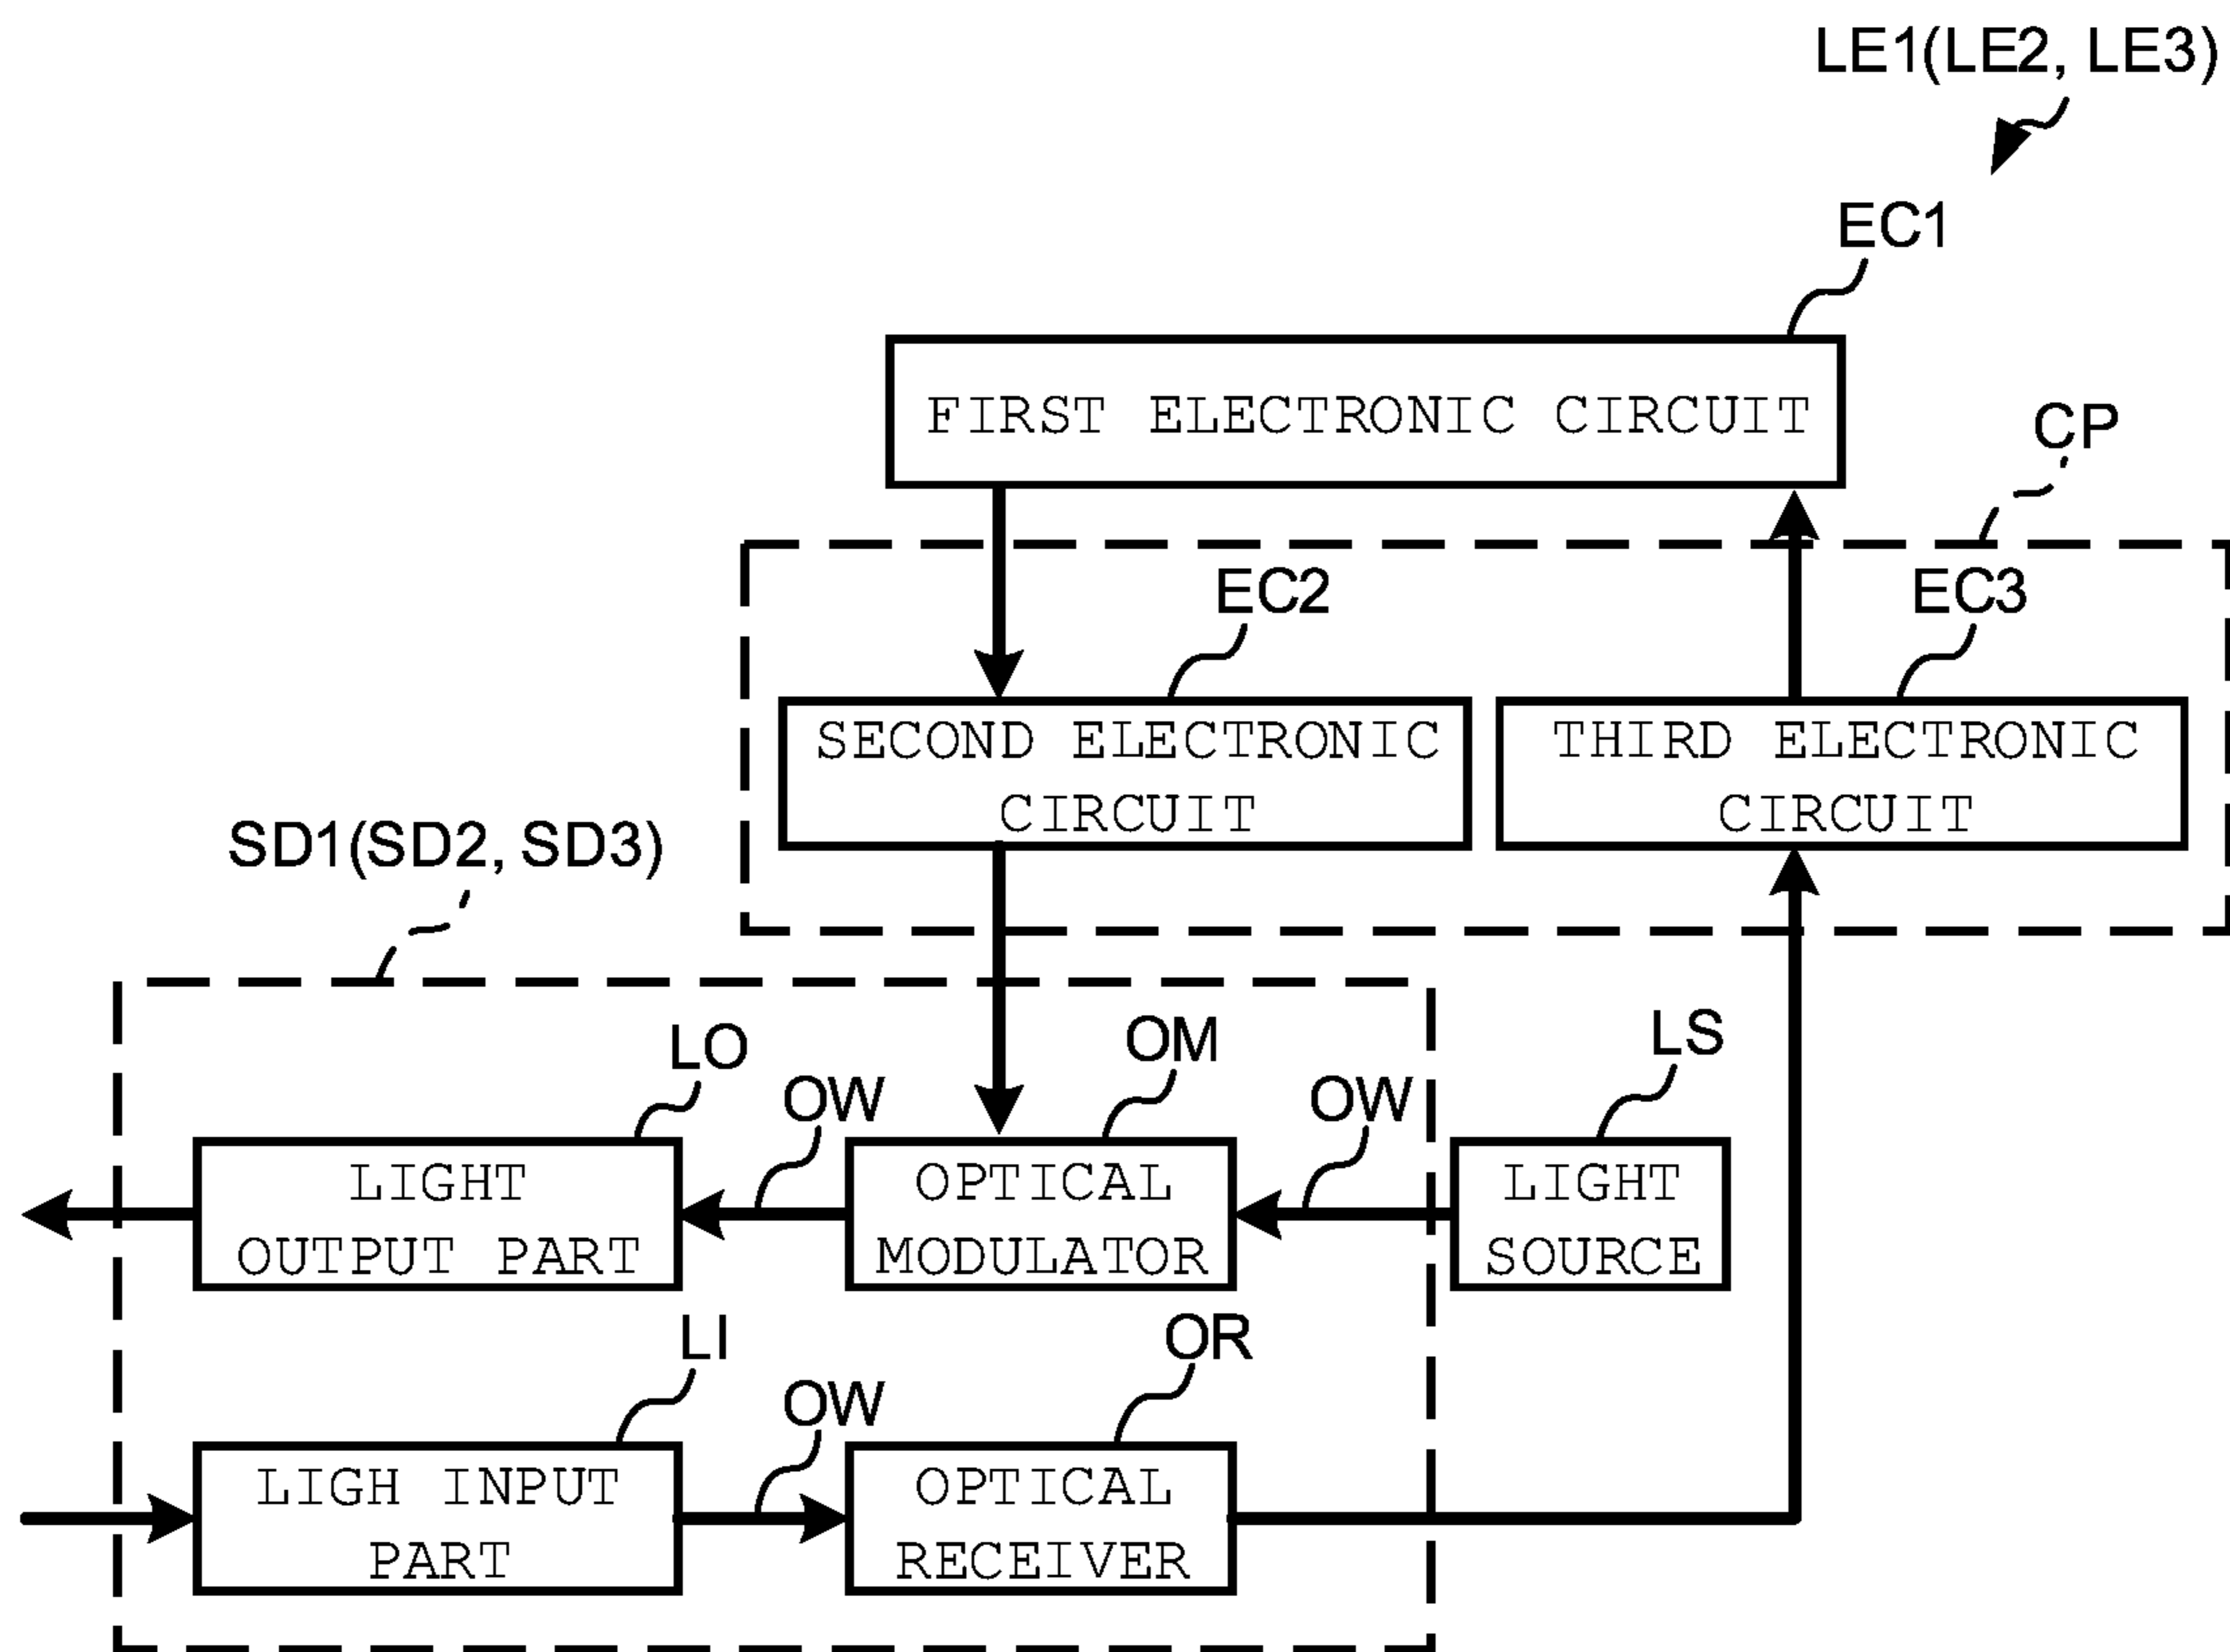 LE1(LE2, LE3)
EC1
FIRST ELECTRONIC CIRCUIT
CP
EC2
EC3
SECOND ELECTRONIC
CIRCUIT
THIRD ELECTRONIC
CIRCUIT
SD1(SD2, SD3)
LO
OW
OM
OW
LS
LIGHT
OUTPUT PART
OPTICAL
MODULATOR
LIGHT
SOURCE
LI
OW
OR
LIGH INPUT
PART
OPTICAL
RECEIVER